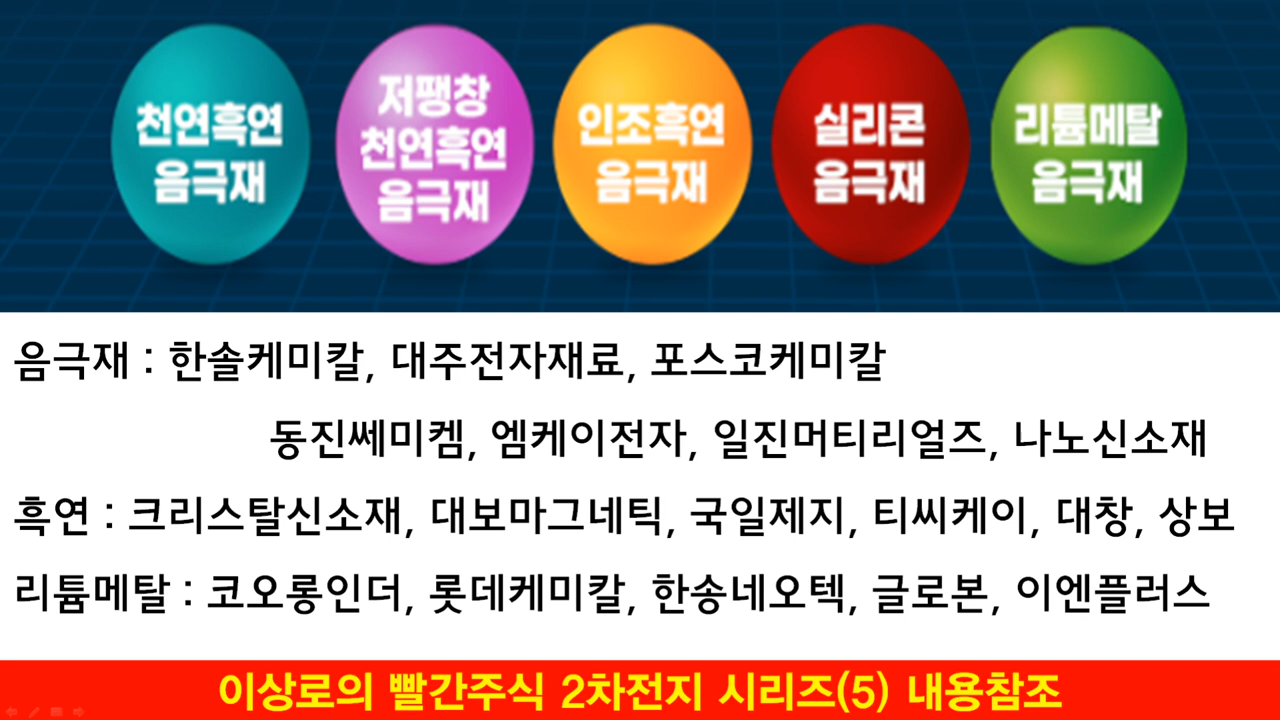 천연흑연
음극재
저팽창
천연흑연
음극재
인조흑연
음극재
실리콘
음극재
리튬메탈
음극재
음극재 : 한솔케미칼, 대주전자재료, 포스코케미칼
동진쎄미켐, 엠케이전자, 일진머티리얼즈, 나노신소재
흑연 : 크리스탈신소재, 대보마그네틱, 국일제지, 티씨케이, 대창, 상보
리튬메탈 : 코오롱인더, 롯데케미칼, 한송네오텍, 글로본, 이엔플러스
이상로의 빨간주식 2차전지 시리즈(5) 내용참조